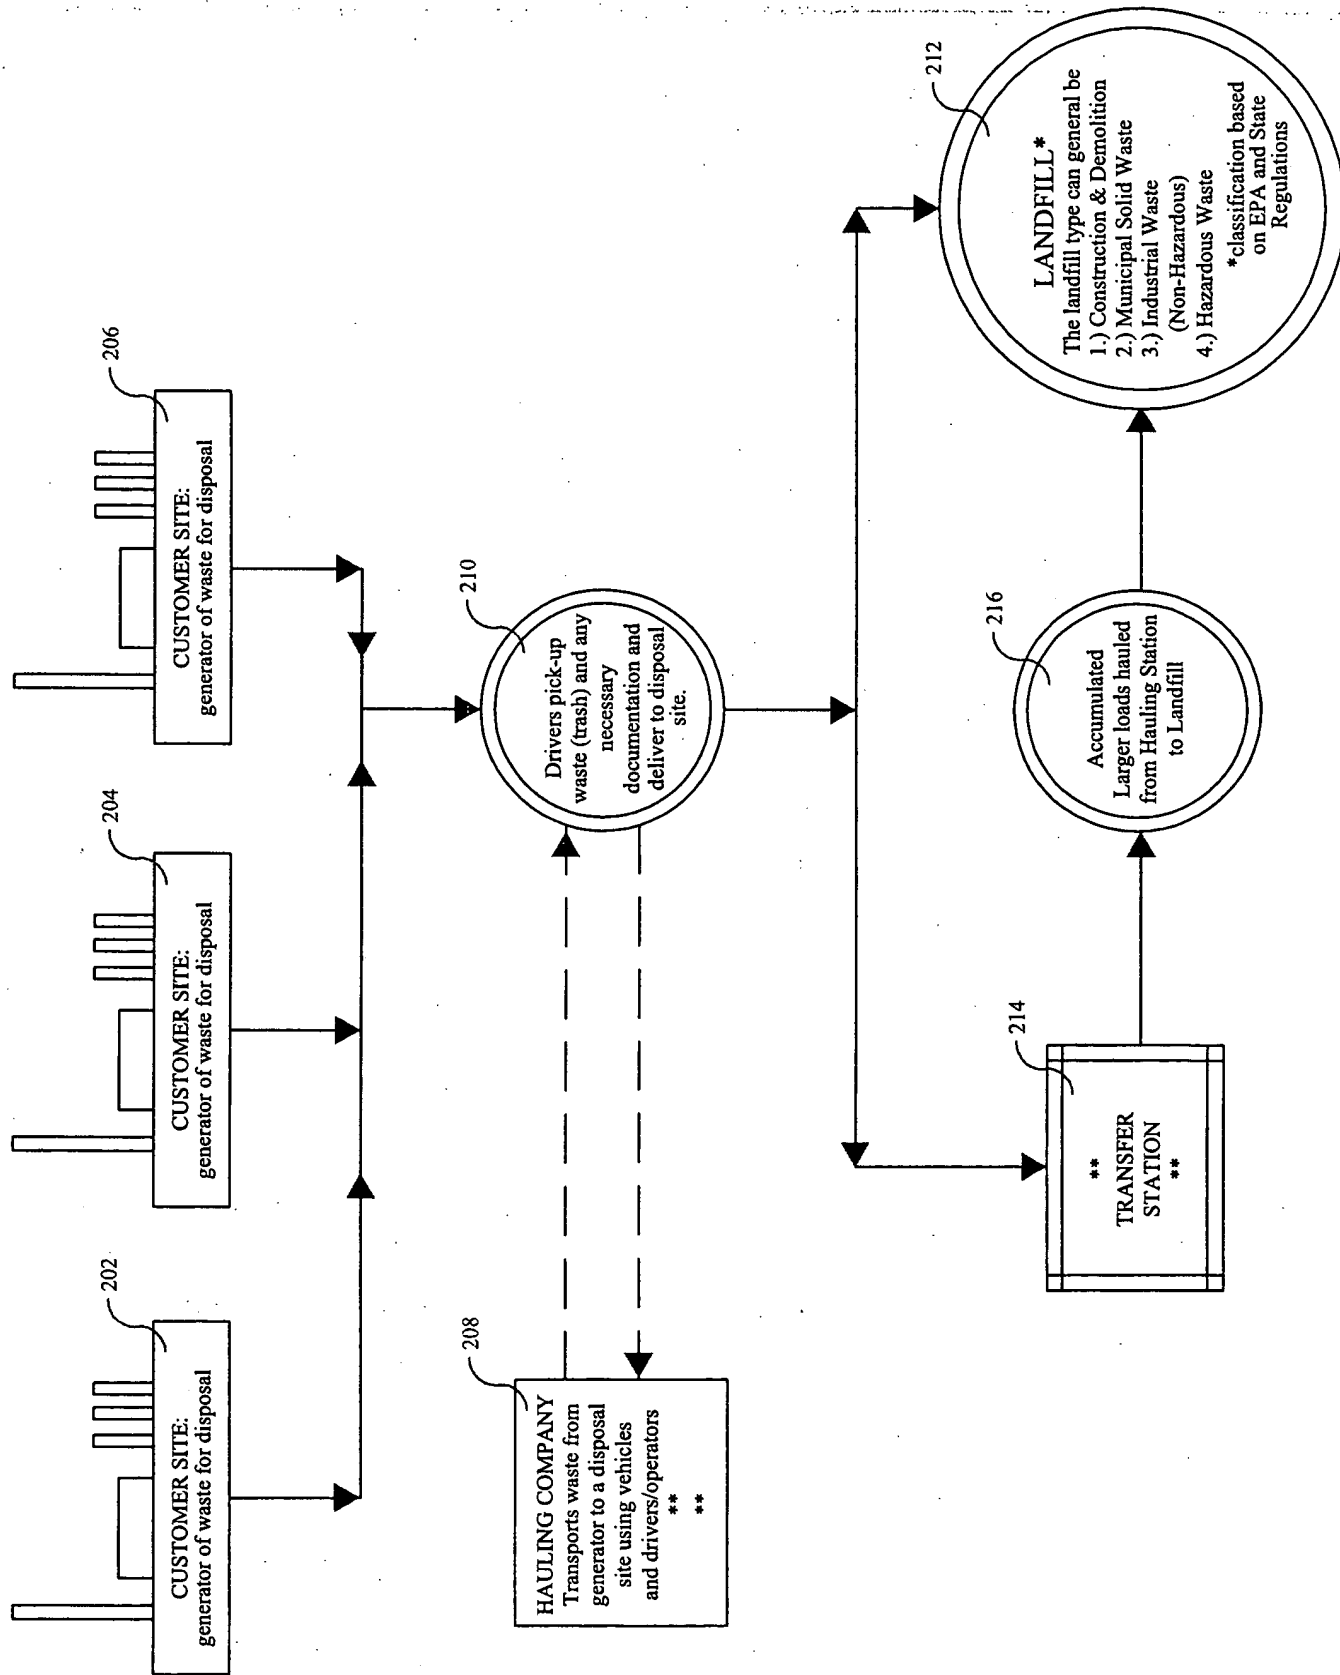 202
CUSTOMER SITE:
generator of waste for disposal
204
CUSTOMER SITE:
generator of waste for disposal
206
CUSTOMER SITE:
generator of waste for disposal
208
HAULING COMPANY
Transports waste from
generator to a disposal
site using vehicles
and drivers/operators
**
**
210
Drivers pick-up
waste (trash) and any
necessary
documentation and
deliver to disposal
site.
214
**
TRANSFER
STATION
**
216
Accumulated
Larger loads hauled
from Hauling Station
to Landfill
212
LANDFILL*
The landfill type can general be
1.) Construction & Demolition
2.) Municipal Solid Waste
3.) Industrial Waste
(Non-Hazardous)
4.) Hazardous Waste
*classification based
on EPA and State
Regulations